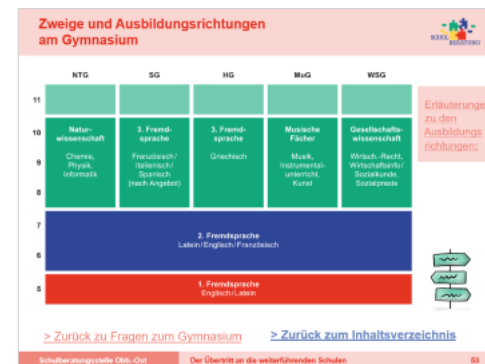 Zweige und Ausbildungsrichtungen
am Gymnasium
SCHUL
BERATUNG
NTG SG HG MuG WSG
11
10
9
8
7
6
5
Natur-
wissenschaft
Chemie,
Physik,
Informatik
3. Fremd-
sprache
Französisch/
Italienisch/
Spanisch
(nach Angebot)
3. Fremd-
sprache
Griechisch
Musische
Fächer
Musik,
Instrumental-
unterricht,
Kunst
Gesellschafts-
wissenschaft
Wirtsch.-Recht,
Wirtschaftsinfo/
Sozialkunde,
Sozialpraxis
Erläuterungen
zu den
Ausbildungs
richtungen:
2. Fremdsprache
Latein/Englisch/Französisch
1. Fremdsprache
Englisch/Latein
> Zurück zu Fragen zum Gymnasium
> Zurück zum Inhaltsverzeichnis
Schulberatungsstelle Obb.-Ost Der Übertritt an die weiterführenden Schulen 53